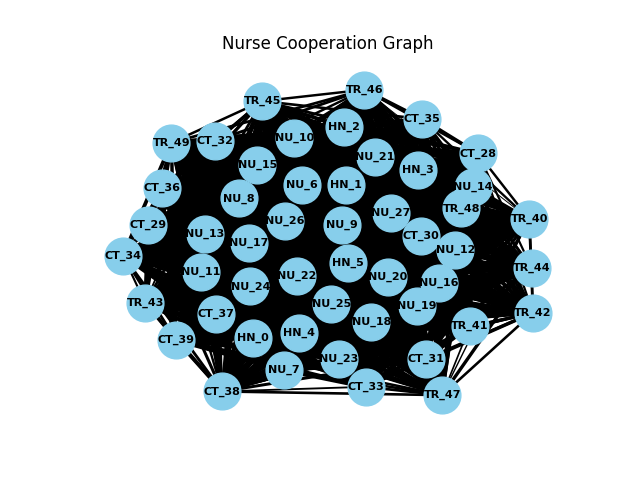 Nurse Cooperation Graph
TR_46
TR_45
CT_35
HN_2
NU_10
CT_32
TR_49
CT_28
NU_21
NU_15
HN_3
NU_6
HN_1
NU_14
CT_36
NU_8
TR_48
NU_27
TR_40
NU_26
CT_29
NU_9
NU_13
CT_30
NU_17
NU_12
CT_34
HN_5
TR_44
NU_11
NU_22
NU_20
NU_16
NU_24
TR_43
NU_25
NU_19
TR_42
CT_37
NU_18
TR_41
HN_4
HN_0
CT_39
NU_23
CT_31
NU_7
CT_33
CT_38
TR_47